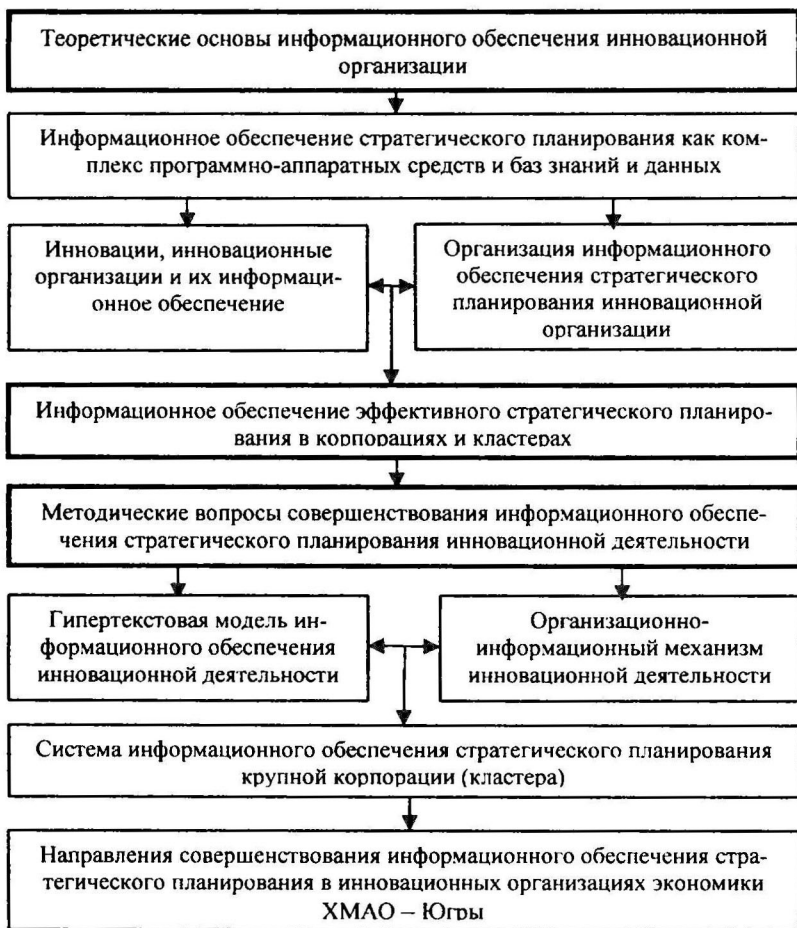 Теоретические основы информационного обеспечения инновационной
организации
Информационное обеспечение стратегического планирования как ком-
плекс программно-аппаратных средств и баз знаний и данных
Инновации, инновационные
организации и их информаци-
онное обеспечение
Организация информационного
обеспечения стратегического
планирования инновационной
организации
Информационное обеспечение эффективного стратегического планиро-
вания в корпорациях и кластерах
Методические вопросы совершенствования информационного обеспе-
чения стратегического планирования инновационной деятельности
Гипертекстовая модель ин-
формационного обеспечения
инновационной деятельности
Организационно-
информационный механизм
инновационной деятельности
Система информационного обеспечения стратегического планирования
крупной корпорации (кластера)
Направления совершенствования информационного обеспечения стра-
тегического планирования в инновационных организациях экономики
ХМАО – Югры